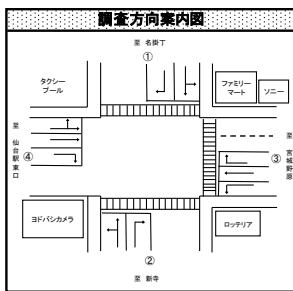 調査方向案内図
至 名掛丁
①
タクシー
プール
ファミリー
マート
ソニー
至 仙台駅東口
④
至 宮城野原
③
ヨドバシカメラ
ロッテリア
②
至 新寺